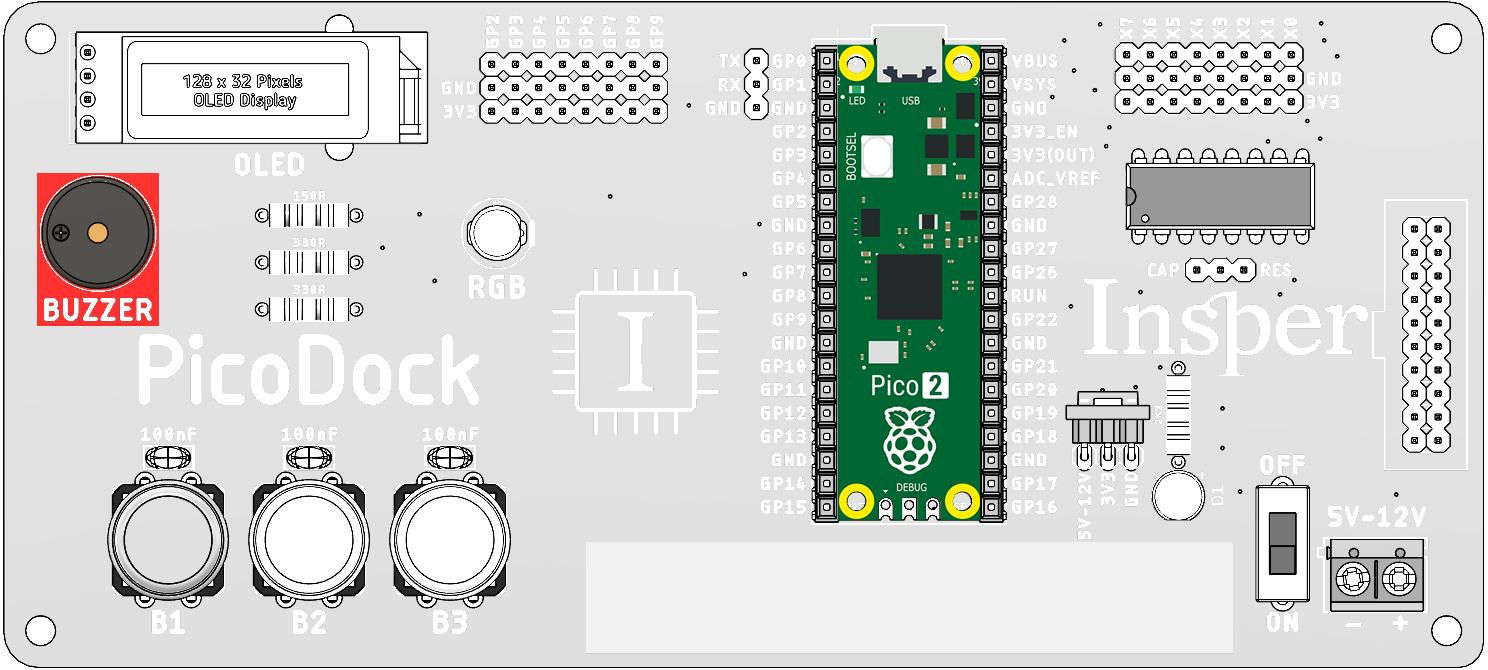 GP2 GP3 GP4 GP5 GP6 GP7 GP8 GP9
GND
3V3
128 x 32 Pixels
OLED Display
OLED
BUZZER
150R
330R
330R
RGB
PicoDock
I
100nF 100nF 100nF
B1 B2 B3
TX
RX
GND
GP0
GP1
GND
GP2
GP3
GP4
GP5
GND
GP6
GP7
GP8
GP9
GND
GP10
GP11
GP12
GP13
GND
GP14
GP15
LED USB
BOOTSEL
Pico 2
DEBUG
VBUS
VSYS
GND
3V3_EN
3V3(OUT)
ADC_VREF
GP28
GND
GP27
GP26
RUN
GP22
GND
GP21
GP20
GP19
GP18
GND
GP17
GP16
X7 X6 X5 X4 X3 X2 X1 X0
GND
3V3
CAP RES
Insper
5V-12V 3V3 GND
D1
OFF
ON
5V~12V
- +